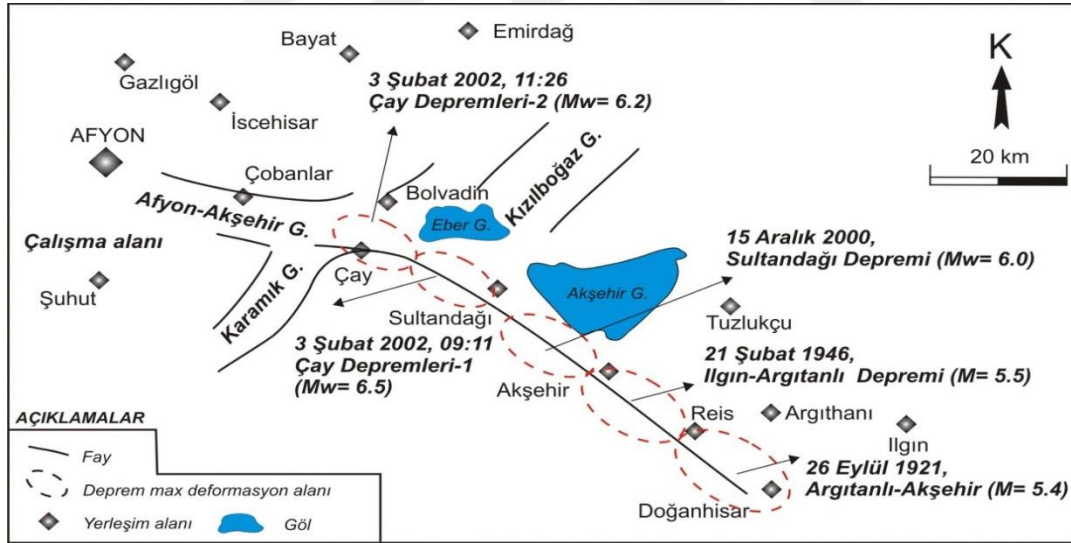 Bayat
Emirdağ
Gazlıgöl
3 Şubat 2002, 11:26
Çay Depremleri-2 (Mw= 6.2)
K
İscehisar
AFYON
20 km
Çobanlar
Bolvadin
Kızılboğaz G.
Afyon-Akşehir G.
Eber G.
Çalışma alanı
15 Aralık 2000,
Sultandağı Depremi (Mw= 6.0)
Çay
Şuhut
Karamık G.
Akşehir G.
Sultandağı
Tuzlukçu
3 Şubat 2002, 09:11
Çay Depremleri-1
(Mw= 6.5)
21 Şubat 1946,
Ilgın-Argıtanlı Depremi (M= 5.5)
Akşehir
Reis
Argıthanı
Ilgın
26 Eylül 1921,
Argıtanlı-Akşehir (M= 5.4)
Doğanhisar
AÇIKLAMALAR
Fay
Deprem max deformasyon alanı
Yerleşim alanı
Göl